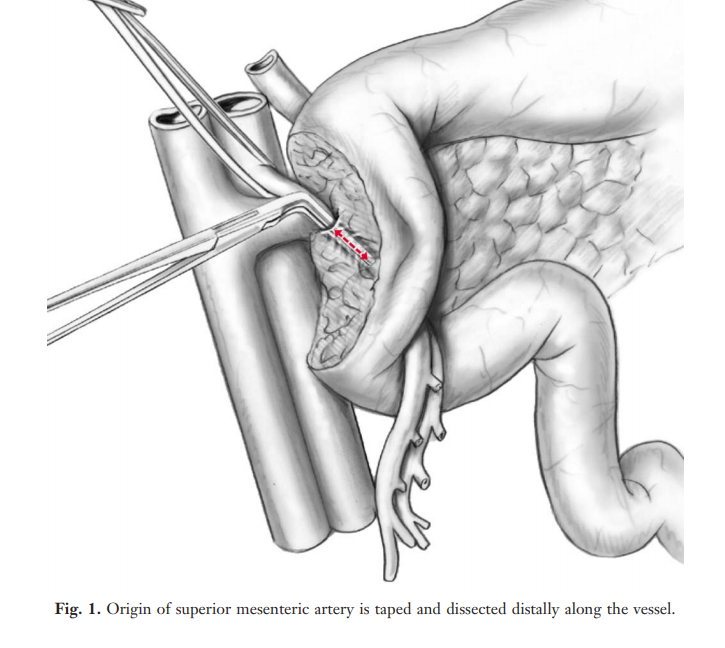 Fig. 1. Origin of superior mesenteric artery is taped and dissected distally along the vessel.